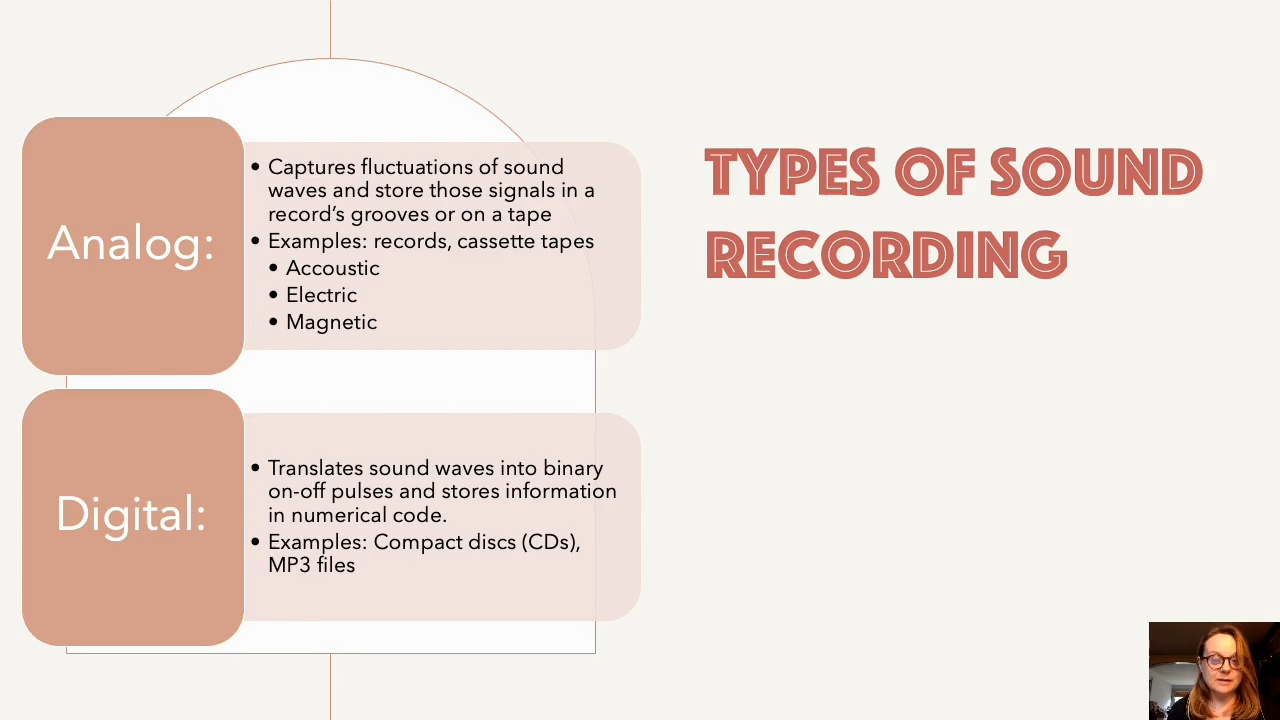 TYPES OF SOUND
RECORDING
Analog:
• Captures fluctuations of sound
waves and store those signals in a
record’s grooves or on a tape
• Examples: records, cassette tapes
• Accoustic
• Electric
• Magnetic
Digital:
• Translates sound waves into binary
on-off pulses and stores information
in numerical code.
• Examples: Compact discs (CDs),
MP3 files